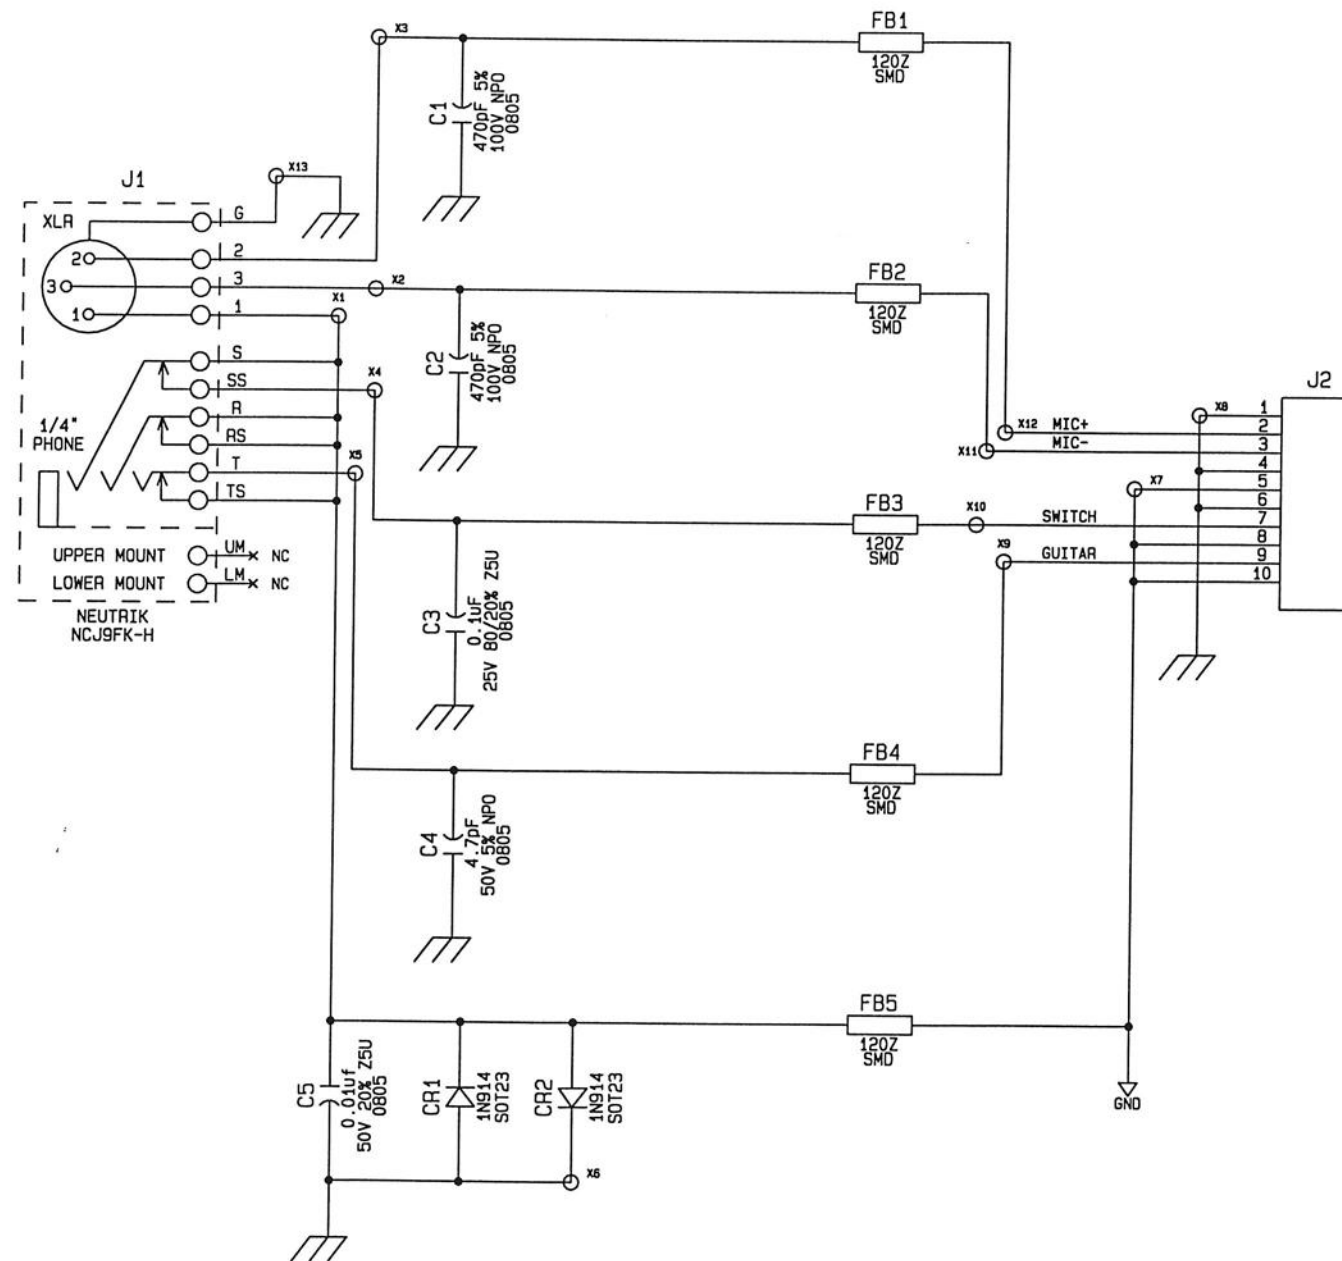 X3
FB1
120Z
SMD
C1
470pF 5%
100V NPO
0805
X13
J1
XLR
G
2
3
1
2
3
1
X1
X2
FB2
120Z
SMD
C2
470pF 5%
100V NPO
0805
S
SS
R
RS
T
TS
X4
X5
1/4"
PHONE
UPPER MOUNT
UM
NC
LOWER MOUNT
LM
NC
NEUTRIK
NCJ9FK-H
J2
X8
X12
MIC+
X11
MIC-
X7
1
2
3
4
5
6
7
8
9
10
FB3
120Z
SMD
X10
SWITCH
X9
GUITAR
C3
0.1uF
25V 80/20% Z5U
0805
FB4
120Z
SMD
C4
4.7pF
50V 5% NPO
0805
FB5
120Z
SMD
C5
0.01uf
50V 20% Z5U
0805
CR1
1N914
SOT23
CR2
1N914
SOT23
X6
GND